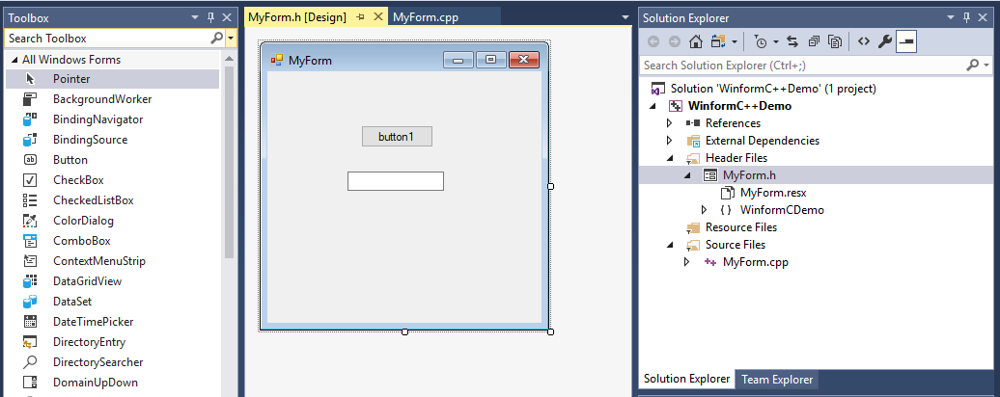 Toolbox
Search Toolbox
All Windows Forms
Pointer
BackgroundWorker
BindingNavigator
BindingSource
Button
CheckBox
CheckedListBox
ColorDialog
ComboBox
ContextMenuStrip
DataGridView
DataSet
DateTimePicker
DirectoryEntry
DirectorySearcher
DomainUpDown
MyForm.h [Design]
MyForm.cpp
MyForm
button1
Solution Explorer
Search Solution Explorer (Ctrl+;)
Solution 'WinformC++Demo' (1 project)
WinformC++Demo
References
External Dependencies
Header Files
MyForm.h
MyForm.resx
{ } WinformCDemo
Resource Files
Source Files
++ MyForm.cpp
Solution Explorer
Team Explorer